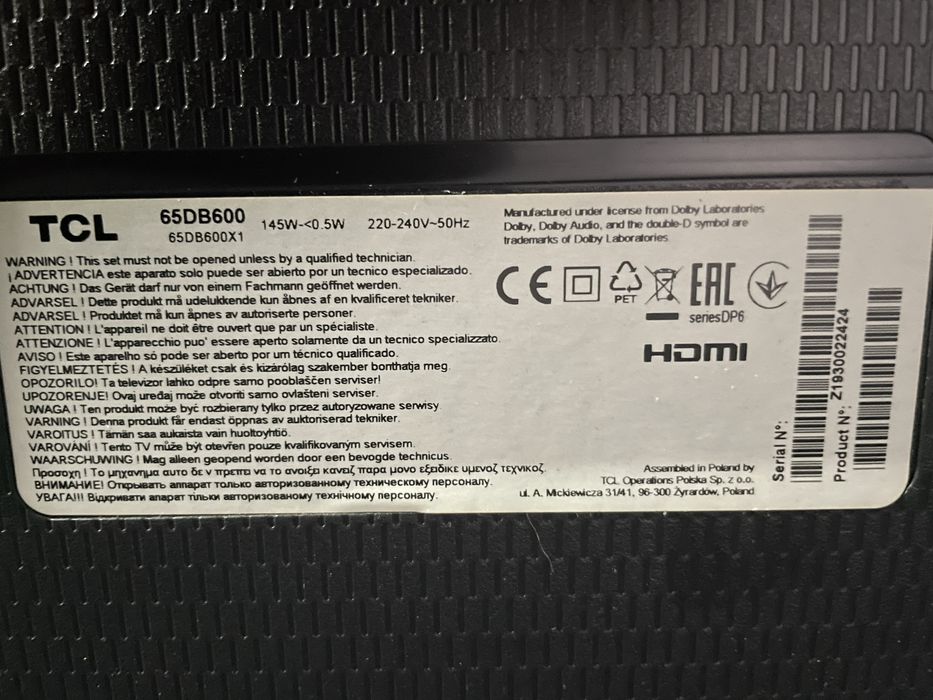 TCL
65DB600
65DB600X1
145W-<0.5W
220-240V~50Hz
WARNING ! This set must not be opened unless by a qualified technician.
¡ ADVERTENCIA este aparato solo puede ser abierto por un tecnico especializado.
ACHTUNG ! Das Gerät darf nur von einem Fachmann geöffnet werden.
ADVARSEL ! Dette produkt må udelukkende kun åbnes af en kvalificeret tekniker.
ADVARSEL ! Produktet må kun åpnes av autoriserte personer.
ATTENTION ! L'appareil ne doit être ouvert que par un spécialiste.
ATTENZIONE ! L'apparecchio puo' essere aperto solamente da un tecnico specializzato.
AVISO ! Este aparelho só pode ser aberto por um técnico qualificado.
FIGYELMEZTETÉS ! A készüléket csak és kizárólag szakember bonthatja meg.
OPOZORILO! Ta televizor lahko odpre samo pooblaščen serviser!
UPOZORENJE! Ovaj uređaj može otvoriti samo ovlašteni serviser.
UWAGA ! Ten produkt może być rozbierany tylko przez autoryzowane serwisy.
VARNING ! Denna produkt får endast öppnas av auktoriserad tekniker.
VAROITUS ! Tämän saa aukaista vain huoltoyhtiö.
VAROVÁNÍ ! Tento TV může být otevřen pouze kvalifikovaným servisem.
WAARSCHUWING ! Mag alleen geopend worden door een bevogde technicus.
Προσοχη ! Το μηχανημα αυτο δε ν πρεπει να το ανοιξει κανείζ παρα μονο εξειδικε υμενοζ τεχνικοζ.
ВНИМАНИЕ! Открывать аппарат только авторизованному техническому персоналу.
УВАГА!!! Відкривати апарат тільки авторизованому технічному персоналу.
Manufactured under license from Dolby Laboratories
Dolby, Dolby Audio, and the double-D symbol are
trademarks of Dolby Laboratories.
CE
PET
EAC
seriesDP6
HDMI
Assembled in Poland by
TCL Operations Polska Sp. z o.o.
ul. A. Mickiewicza 31/41, 96-300 Żyrardów, Poland
Serial Nº:
Product Nº: Z1930022424